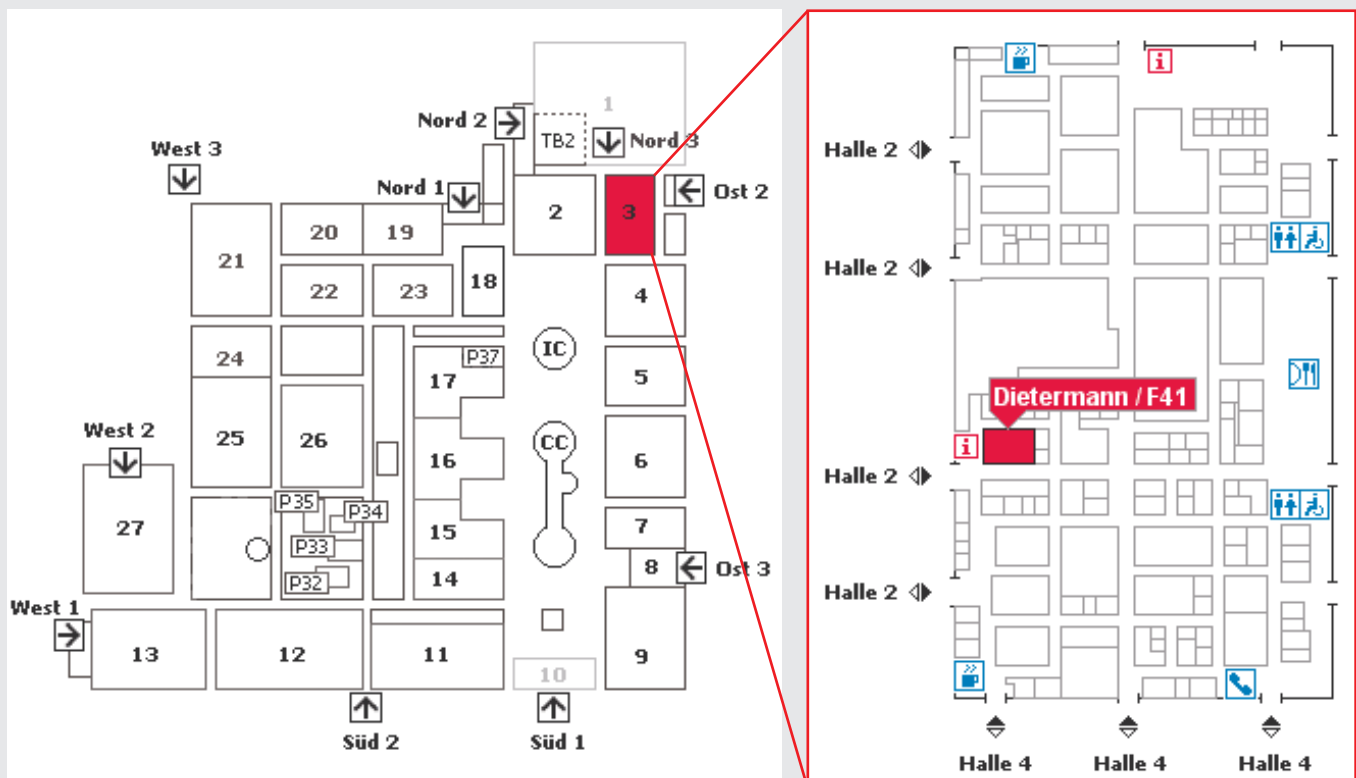 1
Nord 2
TB2
Nord 3
West 3
Nord 1
Ost 2
2
3
20
19
21
22
23
18
4
24
IC
P37
17
5
West 2
25
26
CC
16
6
P35
P34
27
P33
15
7
P32
14
8
Ost 3
West 1
13
12
11
10
9
Süd 2
Süd 1
i
Halle 2
Halle 2
Dietermann / F41
i
Halle 2
Halle 2
Halle 4
Halle 4
Halle 4